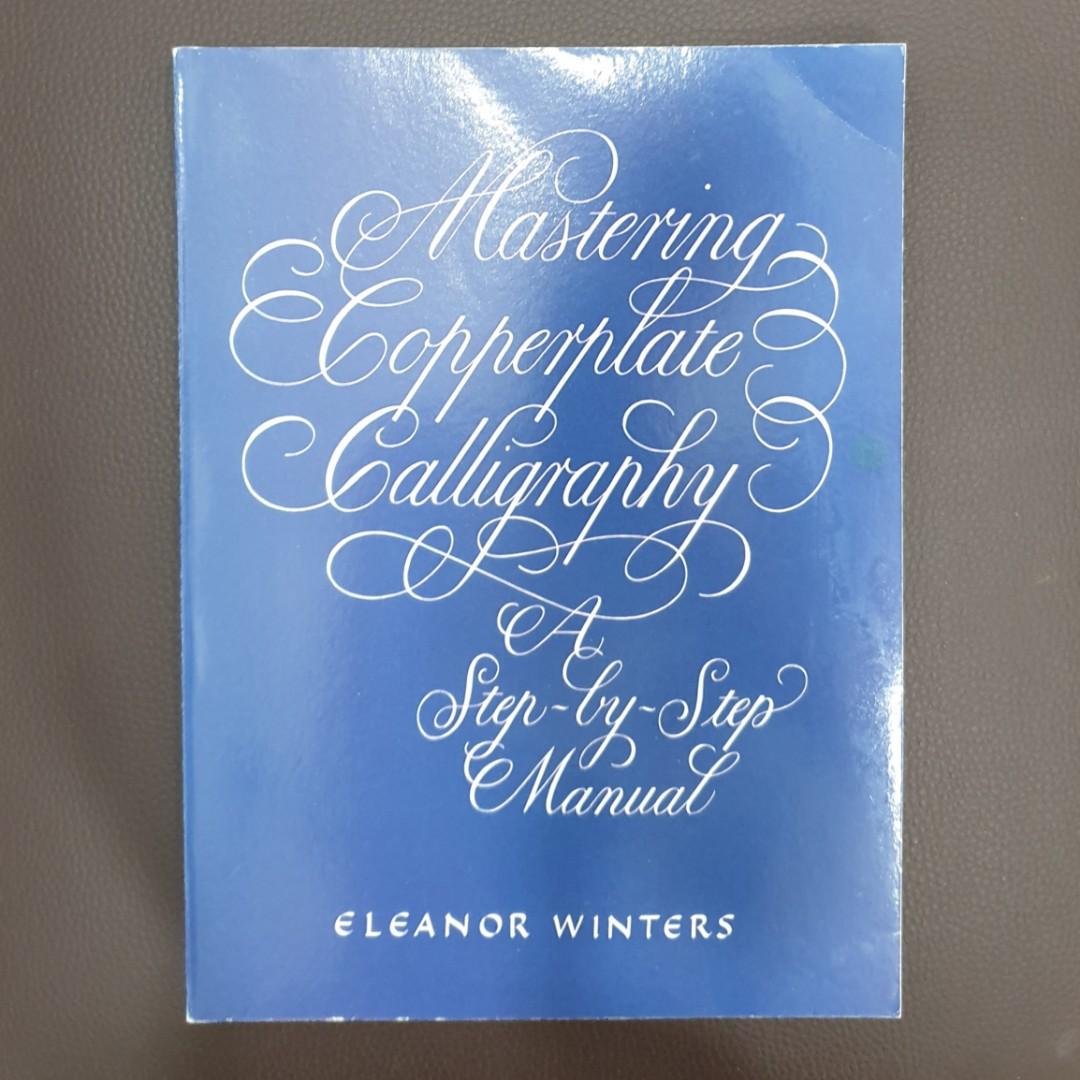 Mastering
Copperplate
Calligraphy
A
Step-by-Step
Manual
ELEANOR WINTERS